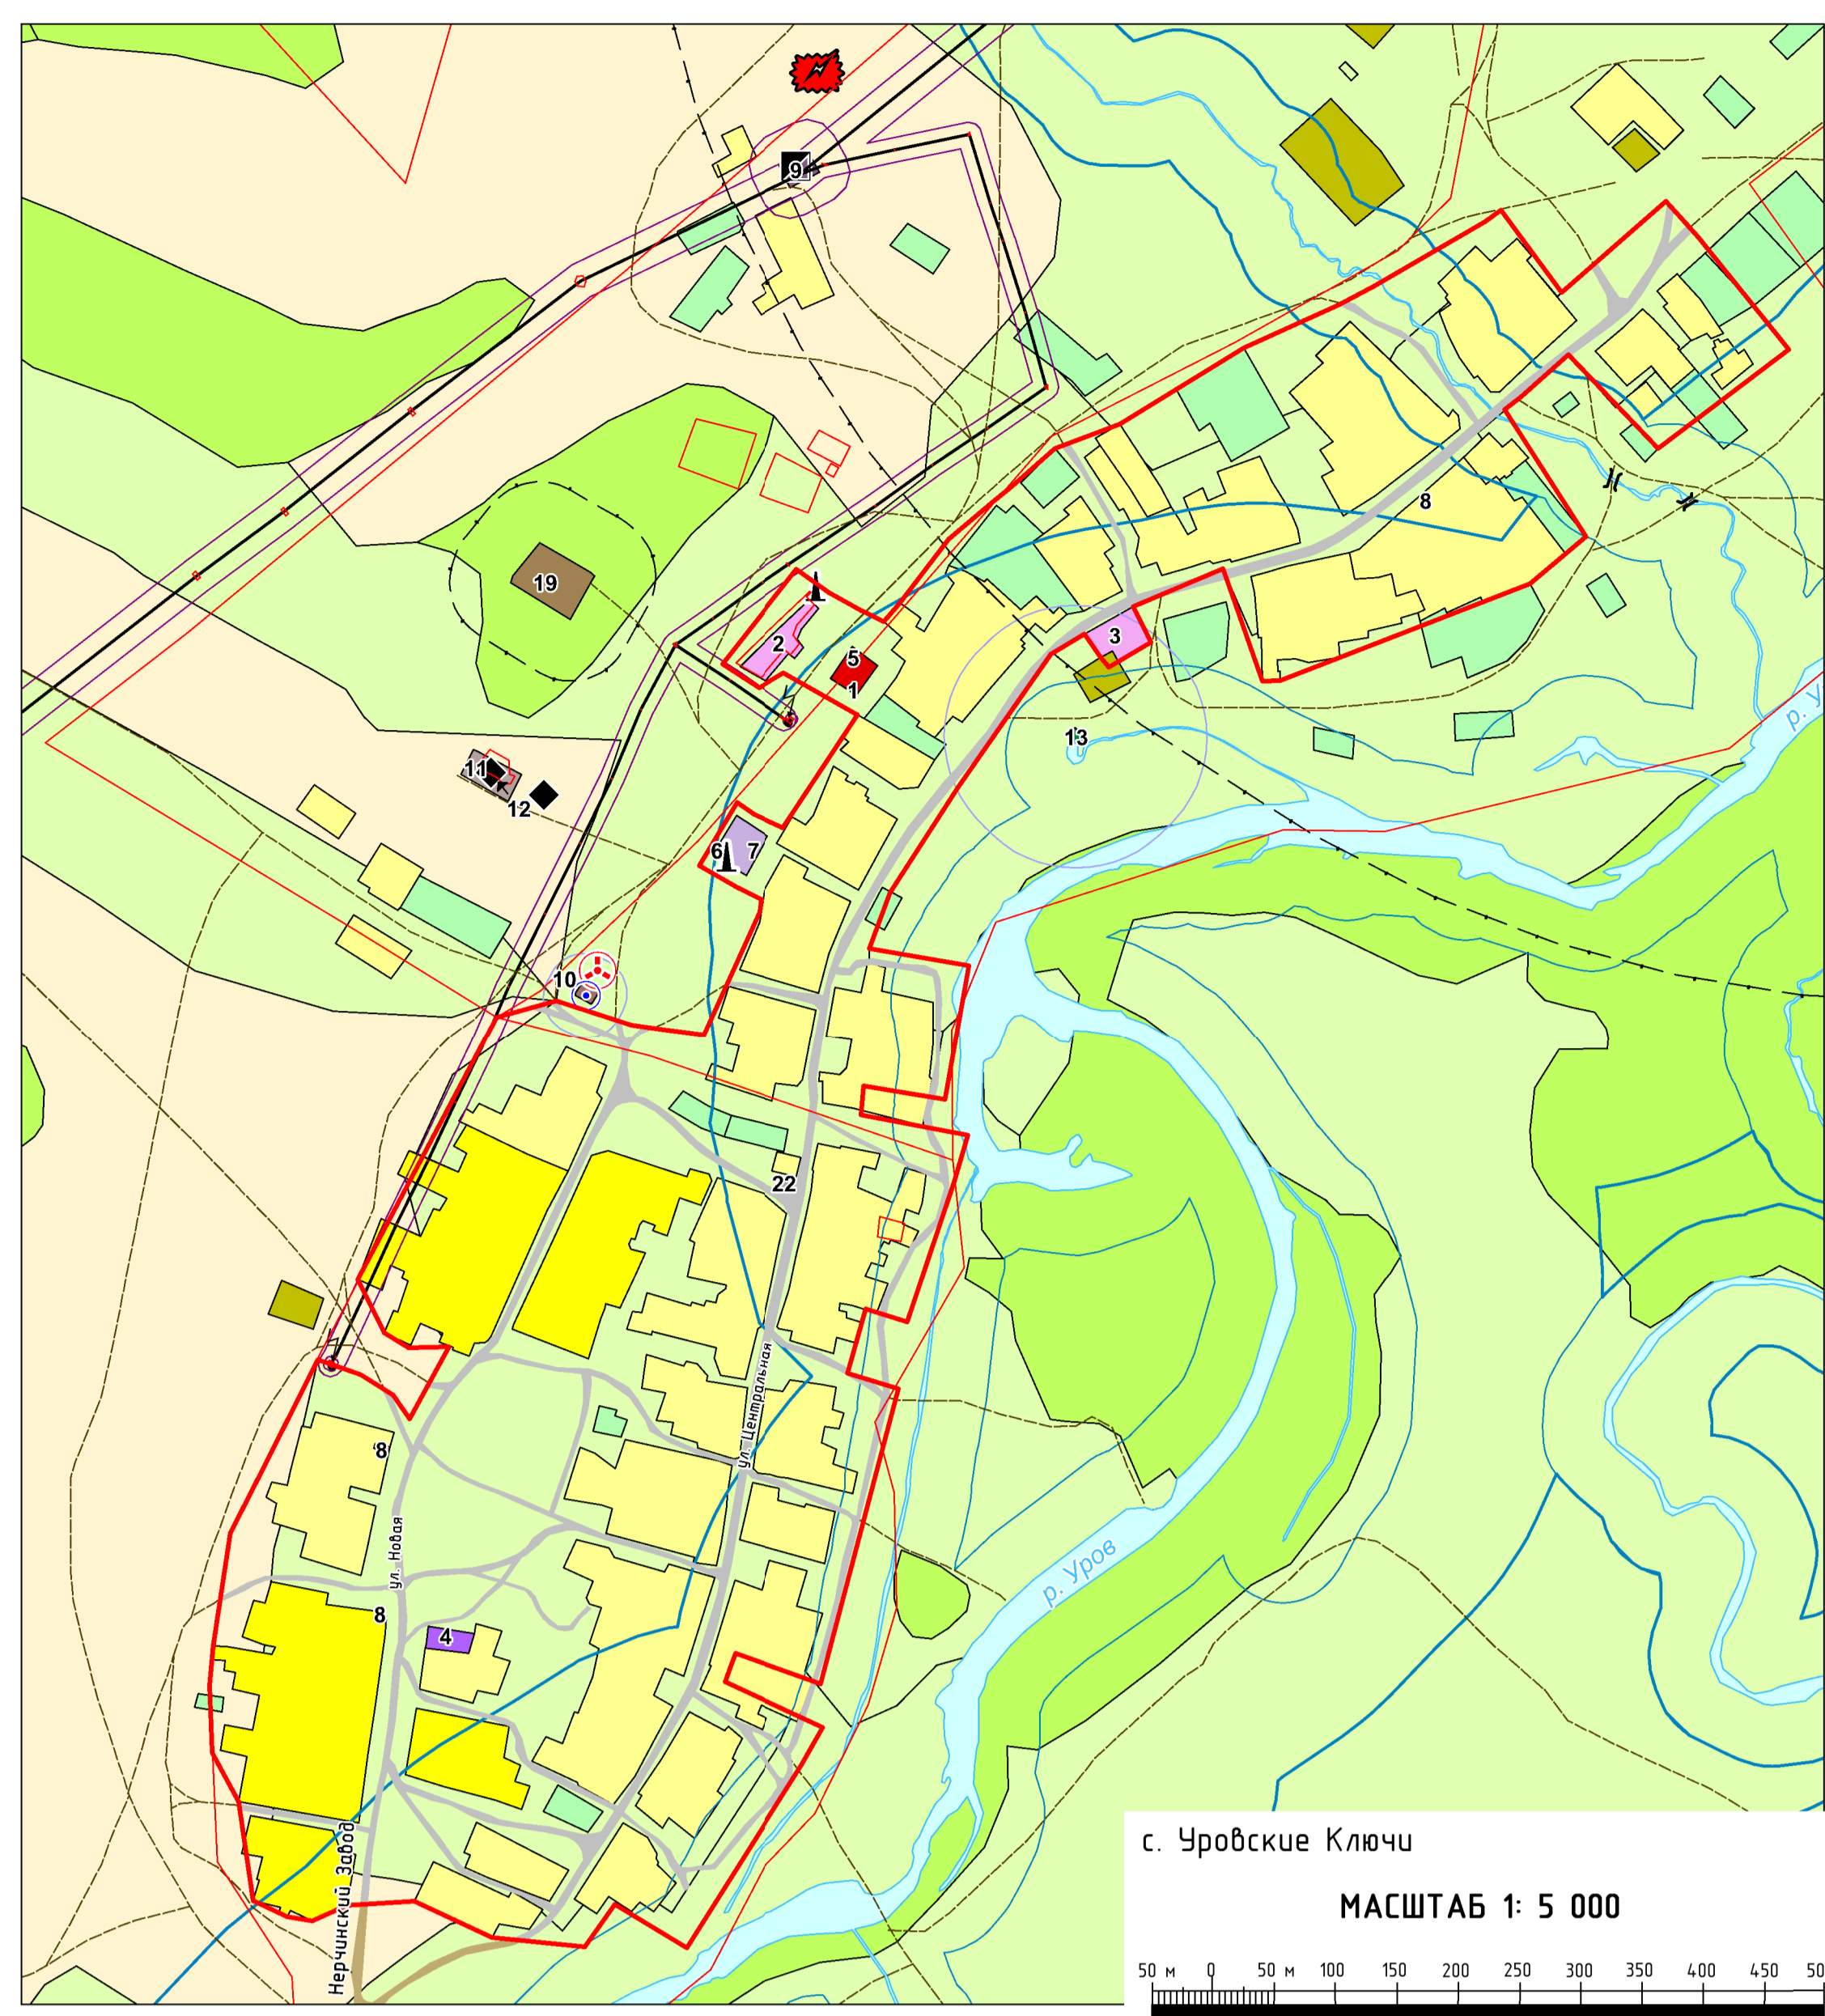 9
8
19
2
5
1
3
13
11
12
6
7
р. У
10
22
ул. Центральная
8
р. Уров
ул. Новая
8
4
Нерчинский Завод
с. Уровские Ключи
МАСШТАБ 1: 5 000
50 м 0 50 м 100 150 200 250 300 350 400 450 50